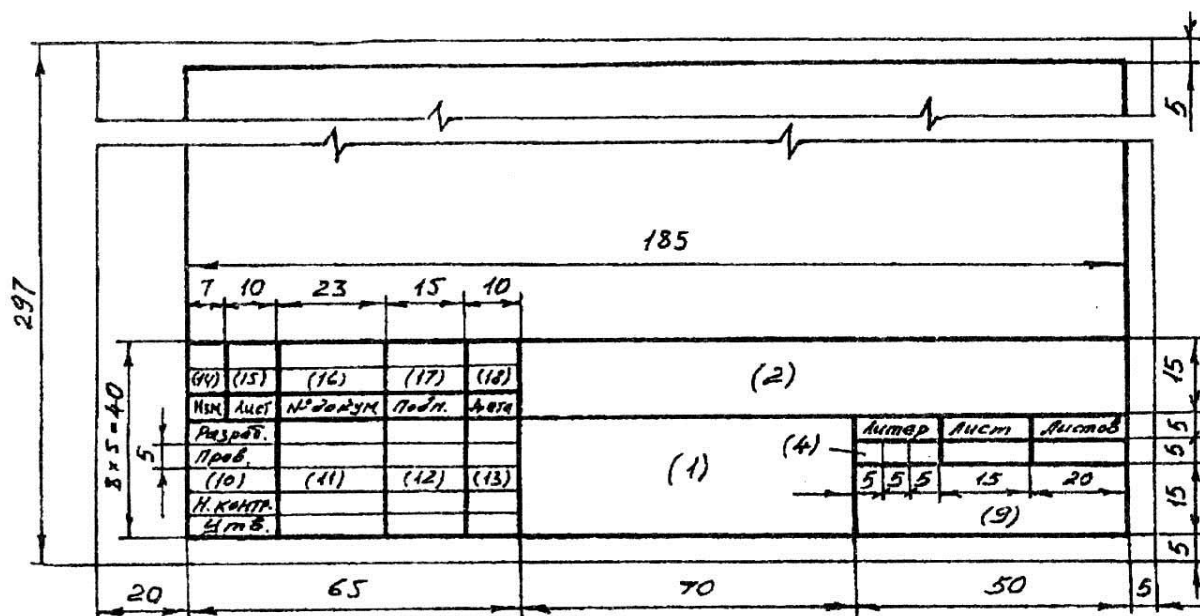 5
185
297
7 10 23 15 10
8 x 5 = 40
5
(14) (15) (16) (17) (18)
(2)
15
Изм Лист № докум Подп. Дата
Разраб.
Литер Лист Листов
5
Пров.
(1)
(4)
5
(10) (11) (12) (13)
5 5 5 15 20
Н. контр.
(9)
15
Утв.
5
20 65 70 50 5